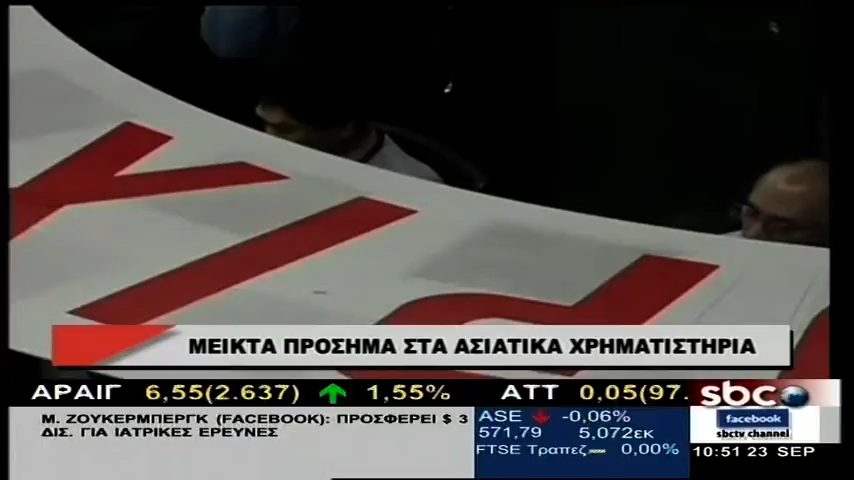 ΜΕΙΚΤΑ ΠΡΟΣΗΜΑ ΣΤΑ ΑΣΙΑΤΙΚΑ ΧΡΗΜΑΤΙΣΤΗΡΙΑ
ΑΡΑΙΓ 6,55(2.637) 1,55% ΑΤΤ 0,05(97.
sbc
Μ. ΖΟΥΚΕΡΜΠΕΡΓΚ (FACEBOOK): ΠΡΟΣΦΕΡΕΙ $ 3
ΔΙΣ. ΓΙΑ ΙΑΤΡΙΚΕΣ ΕΡΕΥΝΕΣ
ASE -0,06%
571,79 5,072εκ
FTSE Τραπεζ 0,00%
facebook
sbctv channel
10:51 23 SEP